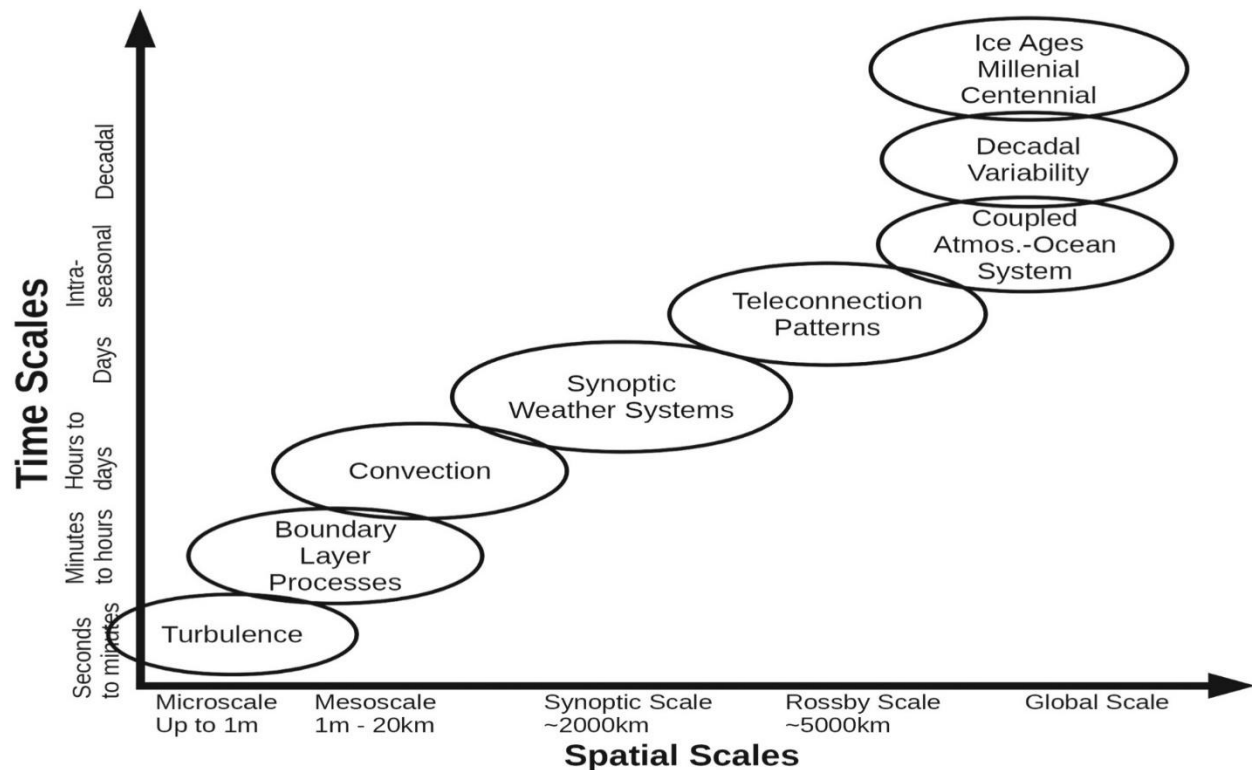 Ice Ages
Millenial
Centennial
Decadal
Variability
Coupled
Atmos.-Ocean
System
Teleconnection
Patterns
Synoptic
Weather Systems
Convection
Boundary
Layer
Processes
Turbulence
Time Scales
Decadal
Intra-
seasonal
Days
Hours to
days
Minutes
to hours
Seconds
to minutes
Microscale
Up to 1m
Mesoscale
1m - 20km
Synoptic Scale
~2000km
Rossby Scale
~5000km
Global Scale
Spatial Scales